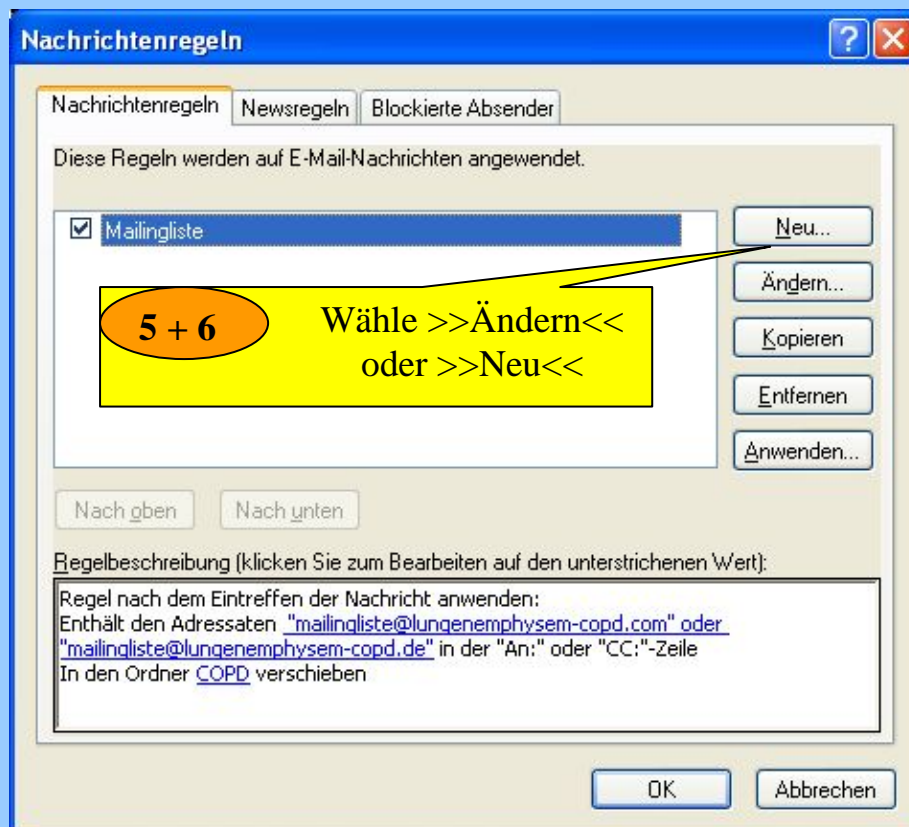 Nachrichtenregeln
Nachrichtenregeln
Newsregeln
Blockierte Absender
Diese Regeln werden auf E-Mail-Nachrichten angewendet.
Mailingliste
Neu...
Ändern...
Kopieren
Entfernen
Anwenden...
5 + 6
Wähle >>Ändern<<
oder >>Neu<<
Nach oben
Nach unten
Regelbeschreibung (klicken Sie zum Bearbeiten auf den unterstrichenen Wert):
Regel nach dem Eintreffen der Nachricht anwenden:
Enthält den Adressaten "mailingliste@lungenemphysem-copd.com" oder
"mailingliste@lungenemphysem-copd.de" in der "An:" oder "CC:"-Zeile
In den Ordner COPD verschieben
OK
Abbrechen